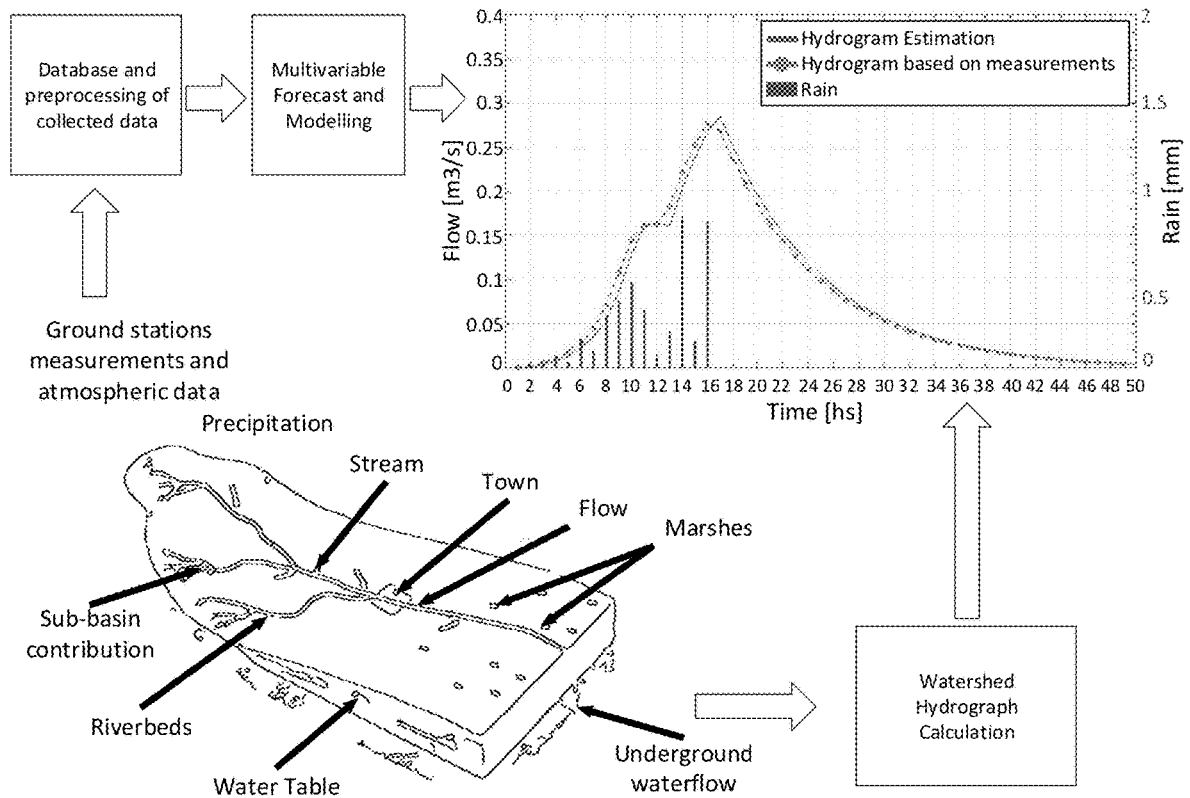 Database and
preprocessing of
collected data
Multivariable
Forecast and
Modelling
Ground stations
measurements and
atmospheric data
Flow [m3/s]
0.4
0.35
0.3
0.25
0.2
0.15
0.1
0.05
0
Hydrogram Estimation
Hydrogram based on measurements
Rain
2
1.5
1
0.5
0
Rain [mm]
0 2 4 6 8 10 12 14 16 18 20 22 24 26 28 30 32 34 36 38 40 42 44 46 48 50
Time [hs]
Precipitation
Stream
Town
Flow
Marshes
Sub-basin
contribution
Riverbeds
Water Table
Underground
waterflow
Watershed
Hydrograph
Calculation